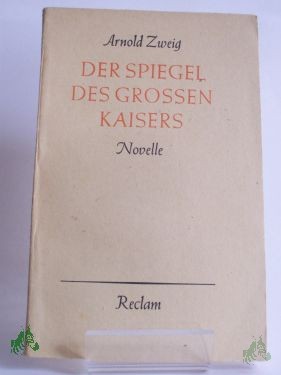 Arnold Zweig
DER SPIEGEL
DES GROSSEN
KAISERS
Novelle
Reclam